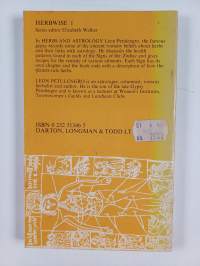 HERBWISE 1
Series editor Elizabeth Walker
In HERBS AND ASTROLOGY Leon Petulengro, the famous
gypsy records some of the ancient romany beliefs about herbs
and their links with astrology. He discusses the health
patterns found in each of the Signs of the Zodiac and gives
recipes for the remedy of various ailments. Each Sign has its
own chapter and the book ends with a description of how the
planets rule herbs.
LEON PETULENGRO is an astrologer, columnist, romany
herbalist and author. He is the son of the late Gypsy
Petulengro and is known as a lecturer at Women's Institutes,
Townswomen's Guilds and Luncheon Clubs.
ISBN 0 232 51346
DARTON, LONGMAN & TODD LT